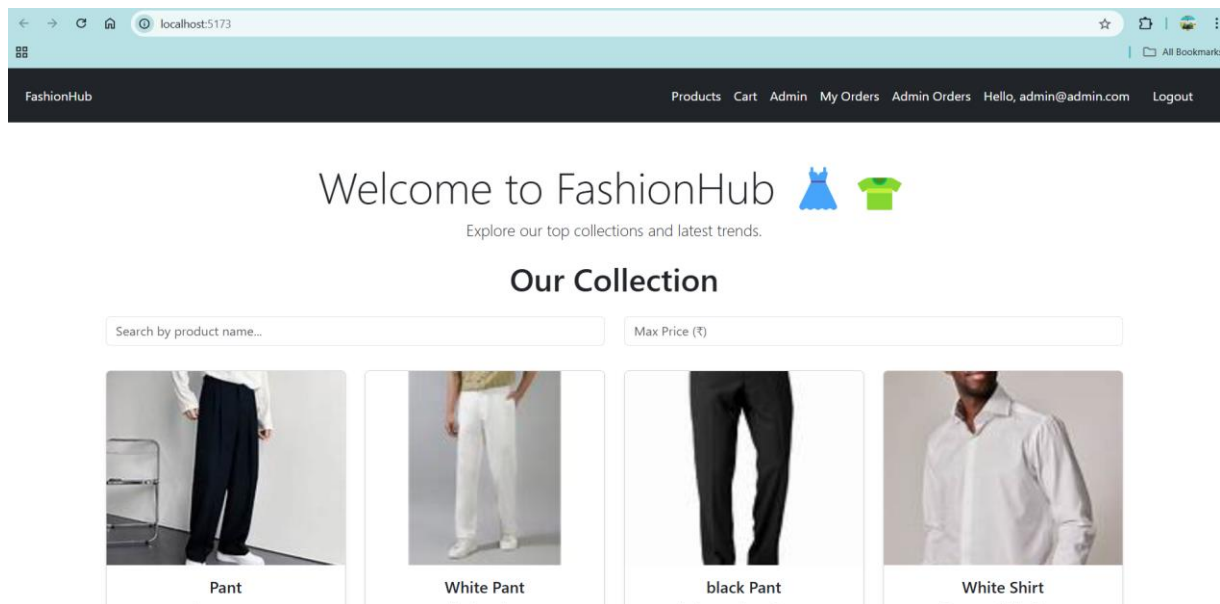 localhost:5173
All Bookmarks
FashionHub
Products Cart Admin My Orders Admin Orders Hello, admin@admin.com Logout
Welcome to FashionHub
Explore our top collections and latest trends.
Our Collection
Search by product name...
Max Price (₹)
Pant
White Pant
black Pant
White Shirt